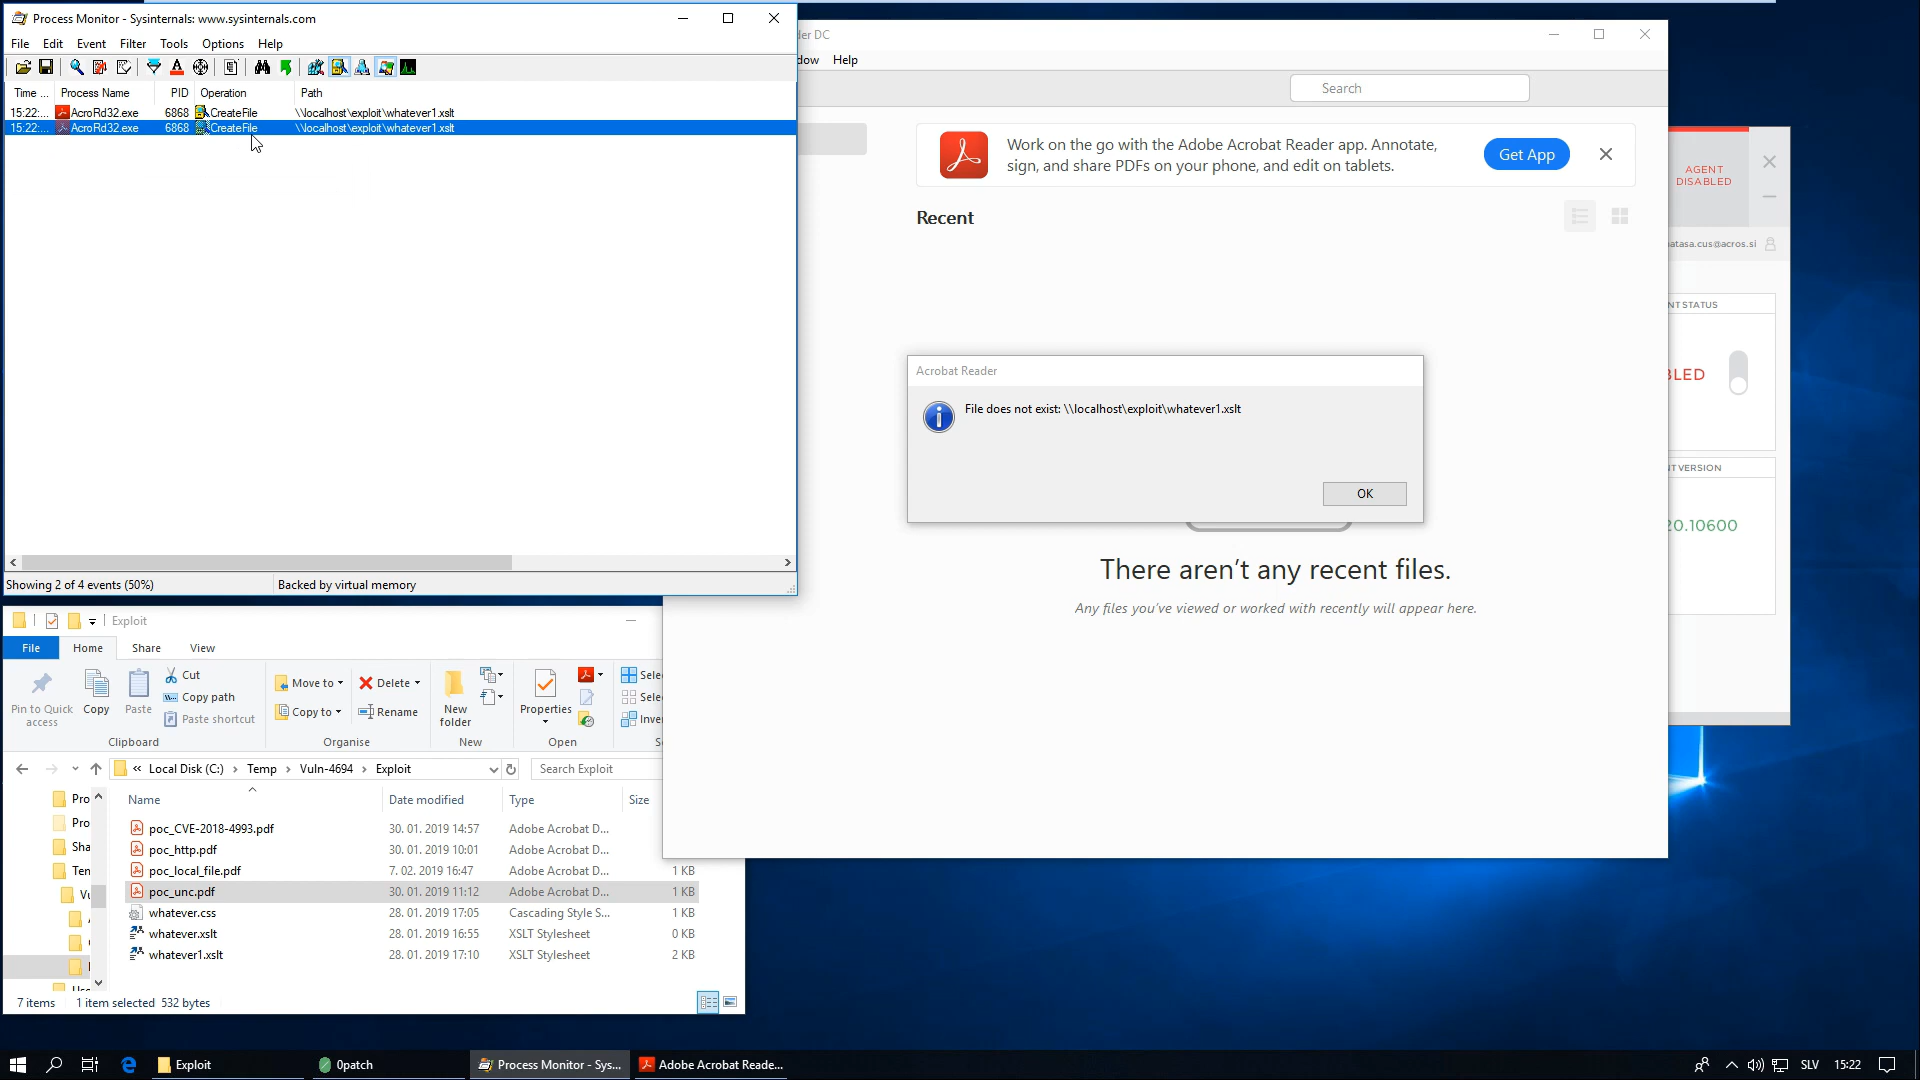 Process Monitor - Sysinternals: www.sysinternals.com
File Edit Event Filter Tools Options Help
Time ... Process Name PID Operation Path
15:22:... AcroRd32.exe 6868 CreateFile \\localhost\exploit\whatever1.xslt
15:22:... AcroRd32.exe 6868 CreateFile \\localhost\exploit\whatever1.xslt
Showing 2 of 4 events (50%) Backed by virtual memory
der DC
dow Help
Search
Work on the go with the Adobe Acrobat Reader app. Annotate,
sign, and share PDFs on your phone, and edit on tablets.
Get App
Recent
Acrobat Reader
File does not exist: \\localhost\exploit\whatever1.xslt
OK
There aren't any recent files.
Any files you've viewed or worked with recently will appear here.
AGENT
DISABLED
atasa.cus@acros.si
NT STATUS
BLED
T VERSION
20.10600
Exploit
File Home Share View
Pin to Quick
access
Copy
Paste
Cut
Copy path
Paste shortcut
Clipboard
Move to
Copy to
Delete
Rename
Organise
New
folder
New
Properties
Open
Sele
Sele
Inve
S
« Local Disk (C:) › Temp › Vuln-4694 › Exploit
Search Exploit
Pro
Pro
Sha
Ten
Vu
Name Date modified Type Size
poc_CVE-2018-4993.pdf 30. 01. 2019 14:57 Adobe Acrobat D...
poc_http.pdf 30. 01. 2019 10:01 Adobe Acrobat D...
poc_local_file.pdf 7. 02. 2019 16:47 Adobe Acrobat D... 1 KB
poc_unc.pdf 30. 01. 2019 11:12 Adobe Acrobat D... 1 KB
whatever.css 28. 01. 2019 17:05 Cascading Style S... 1 KB
whatever.xslt 28. 01. 2019 16:55 XSLT Stylesheet 0 KB
whatever1.xslt 28. 01. 2019 17:10 XSLT Stylesheet 2 KB
7 items 1 item selected 532 bytes
Exploit
0patch
Process Monitor - Sys...
Adobe Acrobat Reade...
SLV 15:22